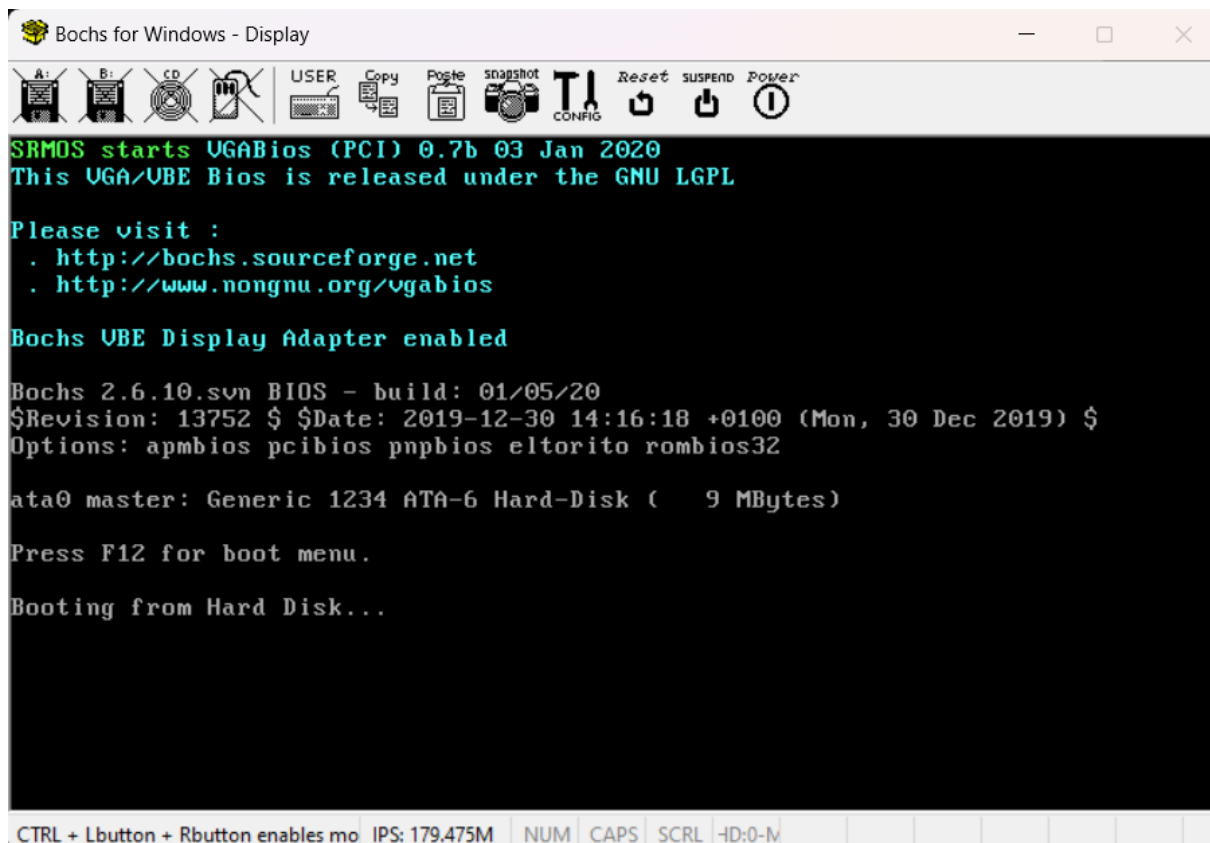 Bochs for Windows - Display
A: B: CD USER Copy Paste snapshot CONFIG Reset SUSPEND Power
SRMOS starts VGABios (PCI) 0.7b 03 Jan 2020
This VGA/VBE Bios is released under the GNU LGPL
Please visit :
. http://bochs.sourceforge.net
. http://www.nongnu.org/vgabios
Bochs VBE Display Adapter enabled
Bochs 2.6.10.svn BIOS - build: 01/05/20
$Revision: 13752 $ $Date: 2019-12-30 14:16:18 +0100 (Mon, 30 Dec 2019) $
Options: apmbios pcibios pnpbios eltorito rombios32
ata0 master: Generic 1234 ATA-6 Hard-Disk (   9 MBytes)
Press F12 for boot menu.
Booting from Hard Disk...
CTRL + Lbutton + Rbutton enables mo IPS: 179.475M NUM CAPS SCRL HD:0-M